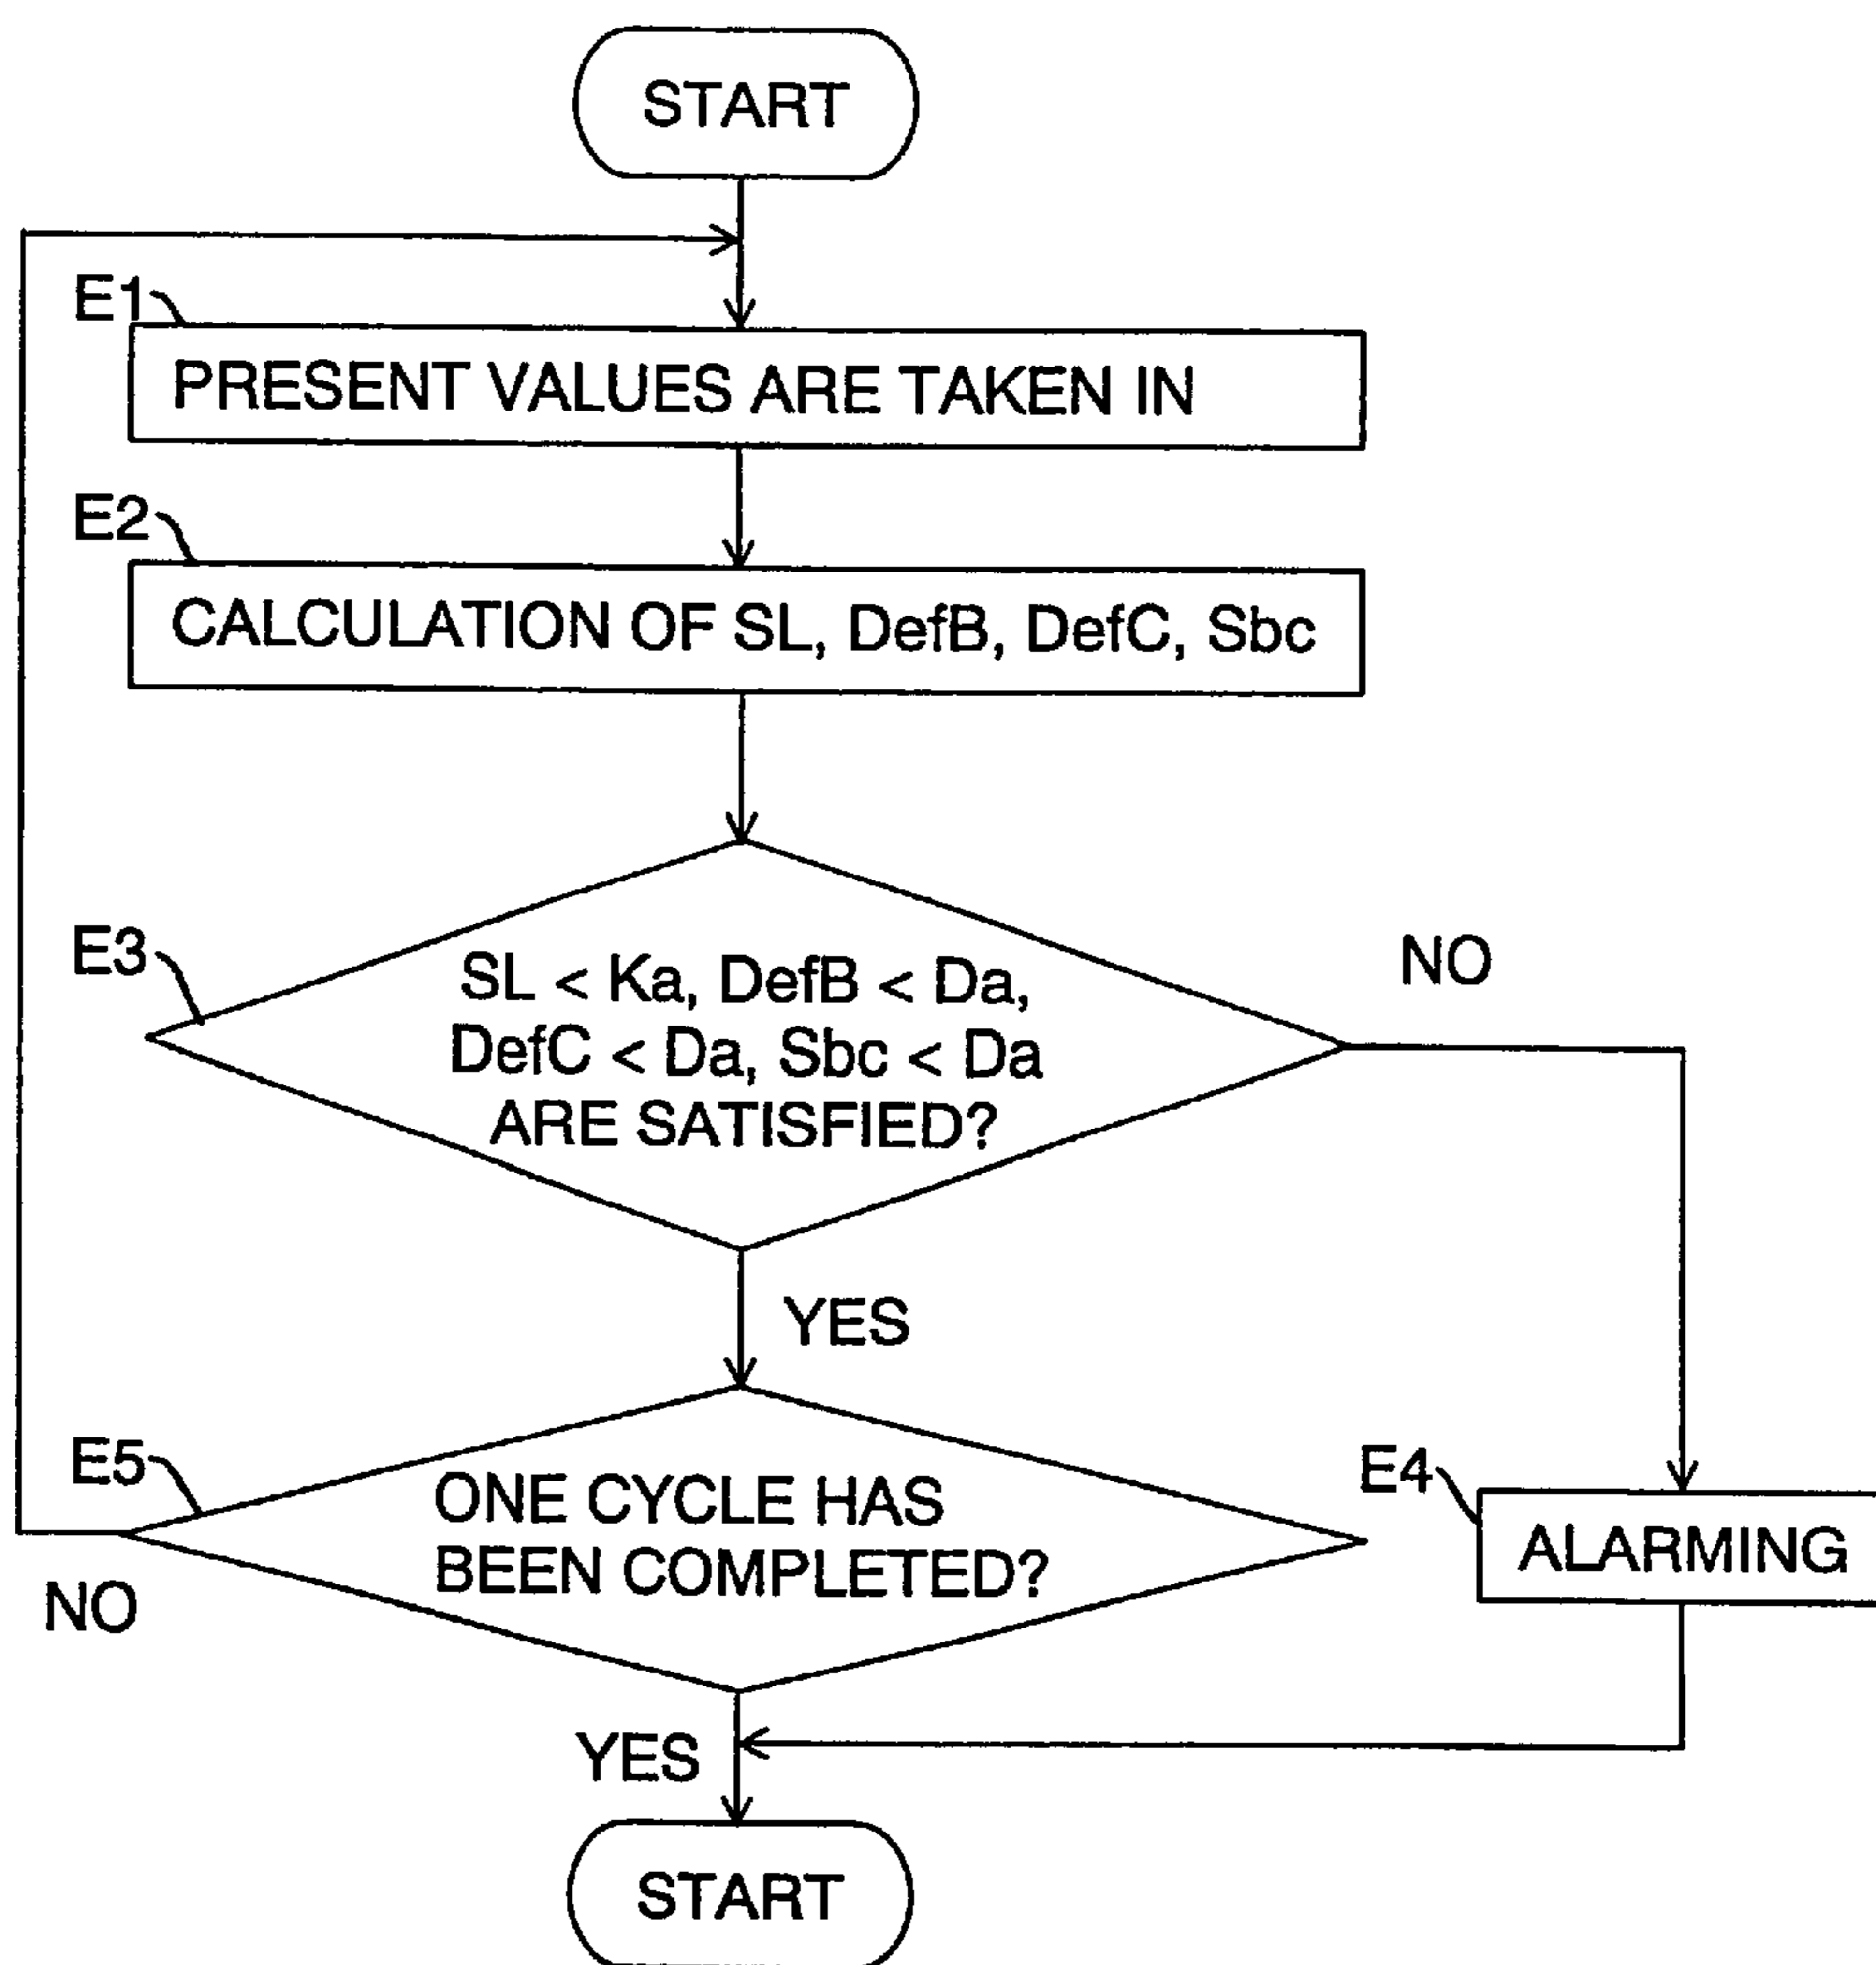 START
E1
PRESENT VALUES ARE TAKEN IN
E2
CALCULATION OF SL, DefB, DefC, Sbc
E3
SL < Ka, DefB < Da,
DefC < Da, Sbc < Da
ARE SATISFIED?
NO
YES
E5
ONE CYCLE HAS
BEEN COMPLETED?
NO
E4
ALARMING
YES
START